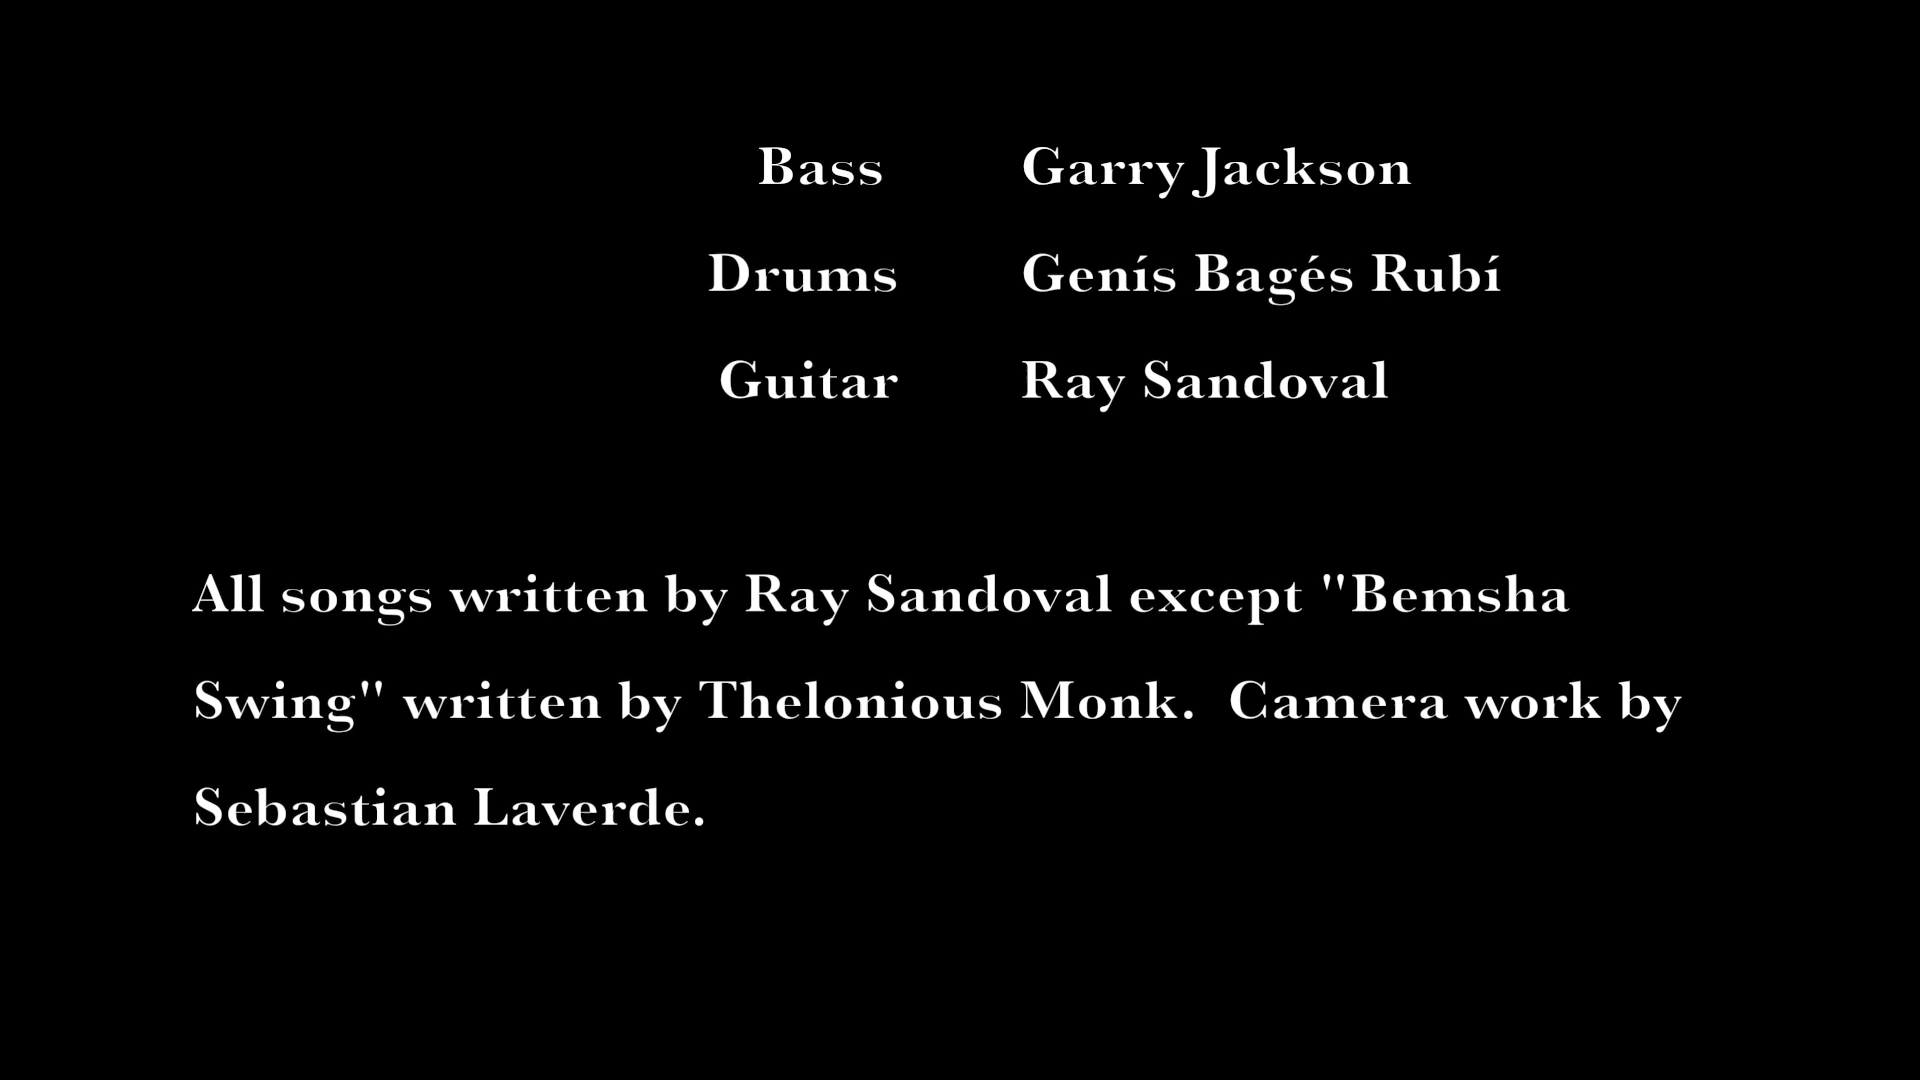 Bass Garry Jackson
Drums Genís Bagés Rubí
Guitar Ray Sandoval
All songs written by Ray Sandoval except "Bemsha
Swing" written by Thelonious Monk.  Camera work by
Sebastian Laverde.